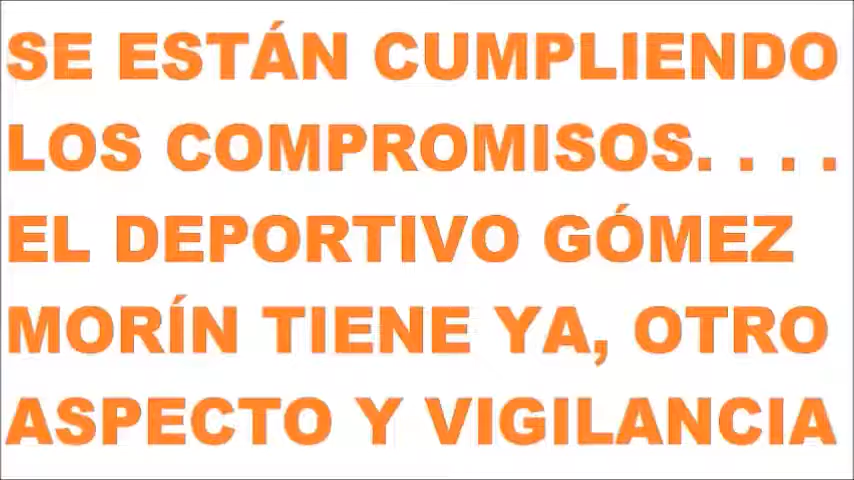 SE ESTÁN CUMPLIENDO
LOS COMPROMISOS. . . .
EL DEPORTIVO GÓMEZ
MORÍN TIENE YA, OTRO
ASPECTO Y VIGILANCIA